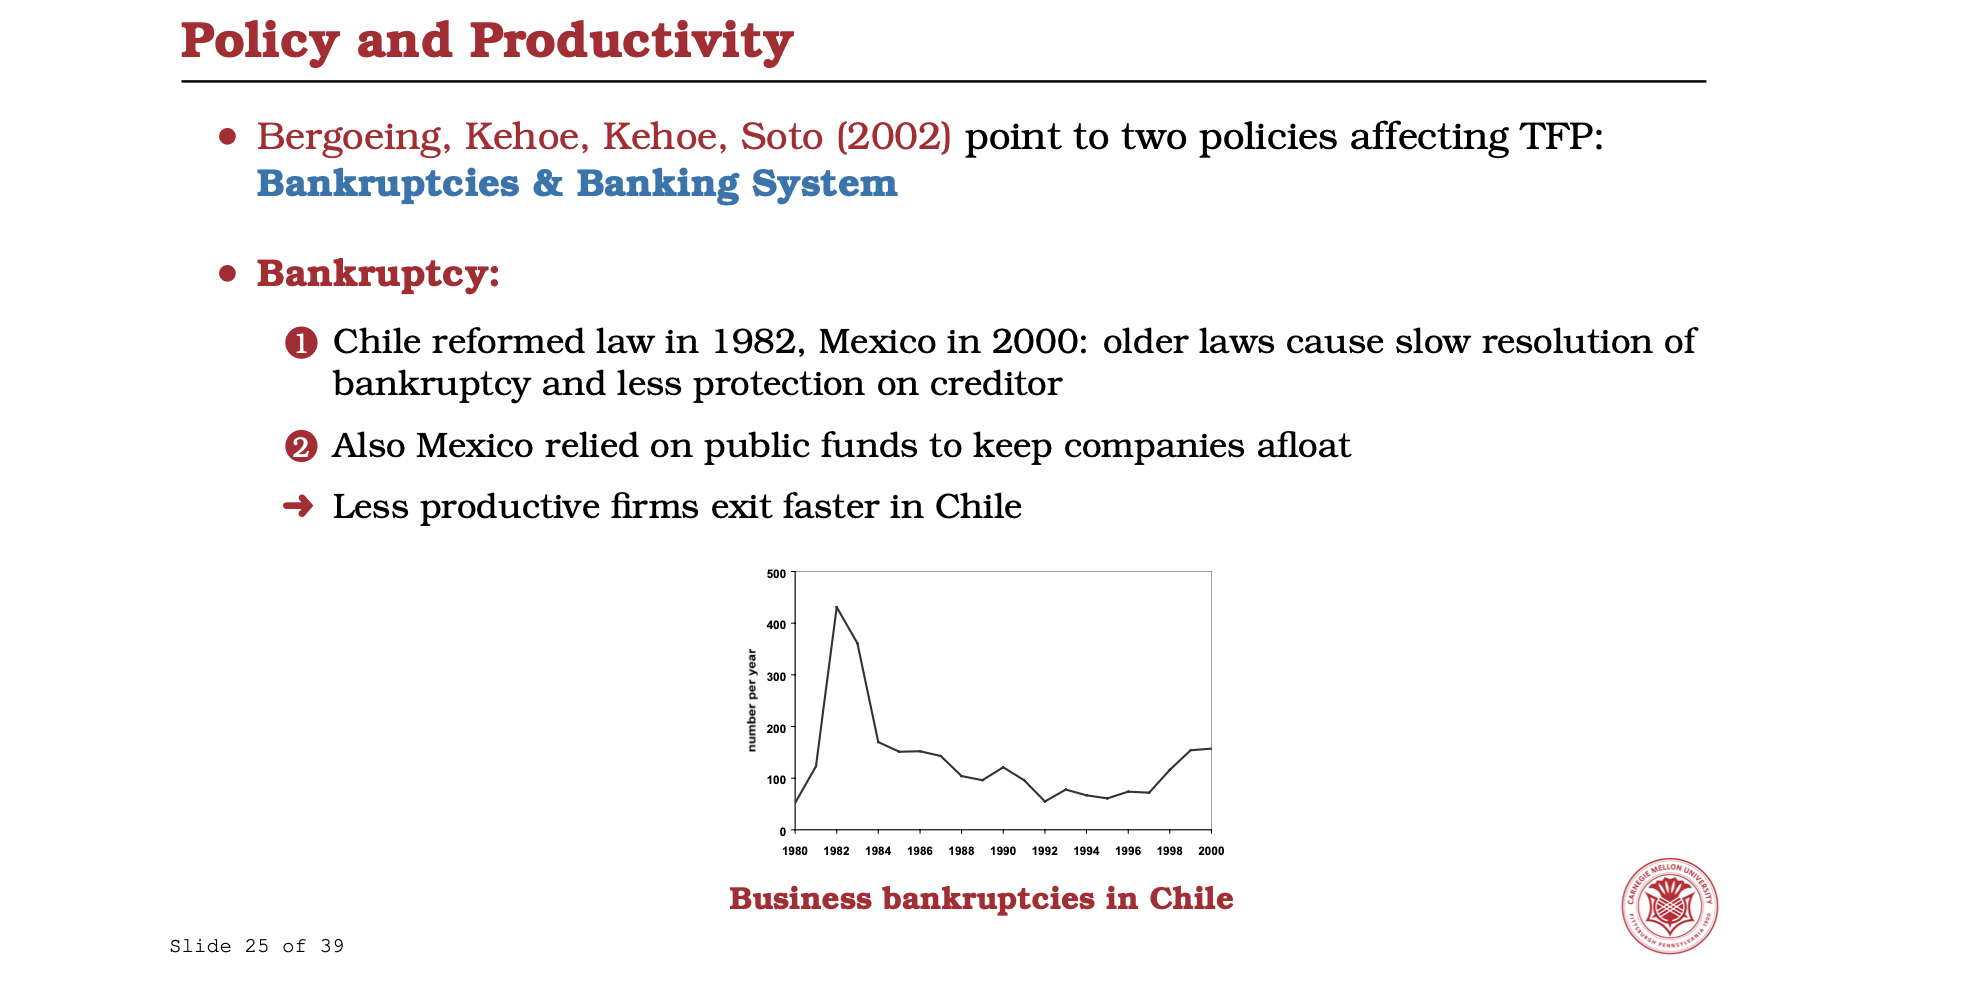 Policy and Productivity
• Bergoeing, Kehoe, Kehoe, Soto (2002) point to two policies affecting TFP:
Bankruptcies & Banking System
• Bankruptcy:
❶ Chile reformed law in 1982, Mexico in 2000: older laws cause slow resolution of
bankruptcy and less protection on creditor
❷ Also Mexico relied on public funds to keep companies afloat
➜ Less productive firms exit faster in Chile
number per year
500
400
300
200
100
0
1980 1982 1984 1986 1988 1990 1992 1994 1996 1998 2000
Business bankruptcies in Chile
CARNEGIE MELLON UNIVERSITY
PITTSBURGH PENNSYLVANIA 1900
Slide 25 of 39